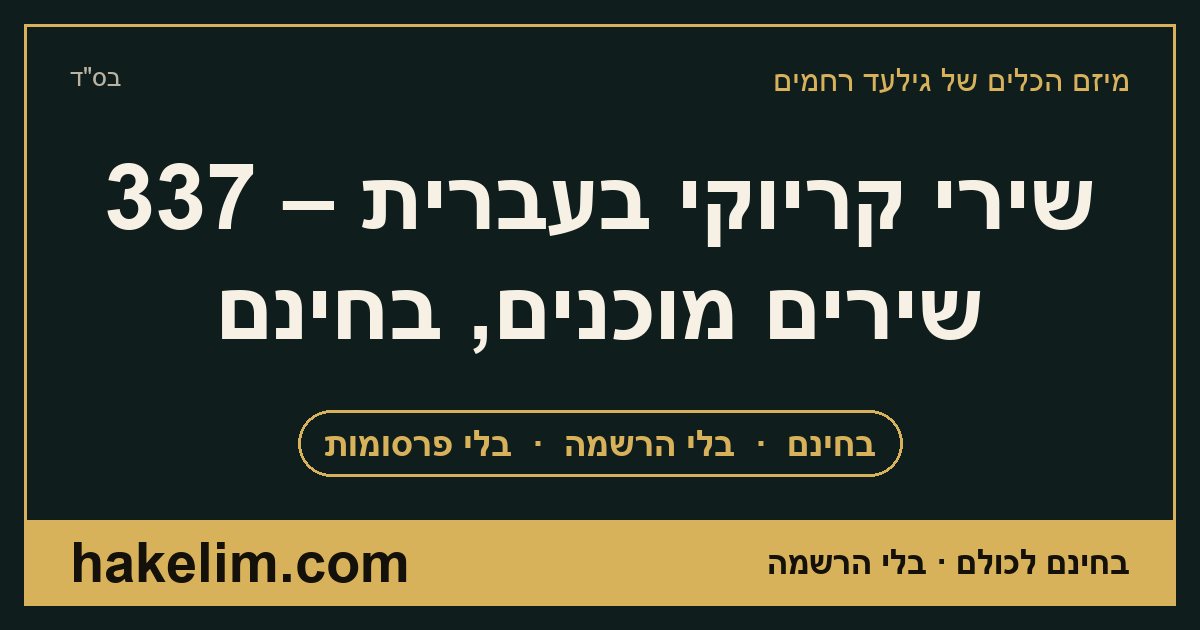 מיזם הכלים של גילעד רחמים
בס"ד
שירי קריוקי בעברית – 337
שירים מוכנים, בחינם
בחינם · בלי הרשמה · בלי פרסומות
בחינם לכולם · בלי הרשמה
hakelim.com